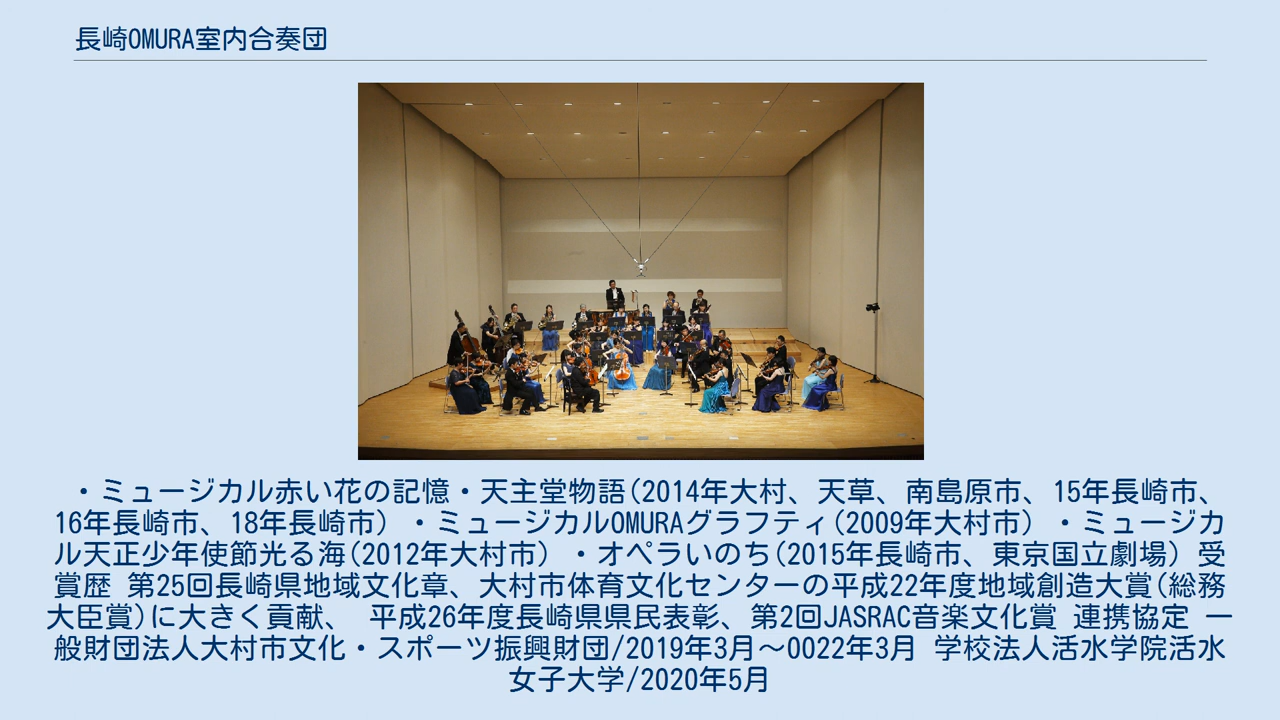 長崎OMURA室内合奏団
・ミュージカル赤い花の記憶・天主堂物語(2014年大村、天草、南島原市、15年長崎市、
16年長崎市、18年長崎市) ・ミュージカルOMURAグラフティ(2009年大村市) ・ミュージカ
ル天正少年使節光る海(2012年大村市) ・オペラいのち(2015年長崎市、東京国立劇場) 受
賞歴 第25回長崎県地域文化章、大村市体育文化センターの平成22年度地域創造大賞(総務
大臣賞)に大きく貢献、 平成26年度長崎県県民表彰、第2回JASRAC音楽文化賞 連携協定 一
般財団法人大村市文化・スポーツ振興財団/2019年3月～0022年3月 学校法人活水学院活水
女子大学/2020年5月